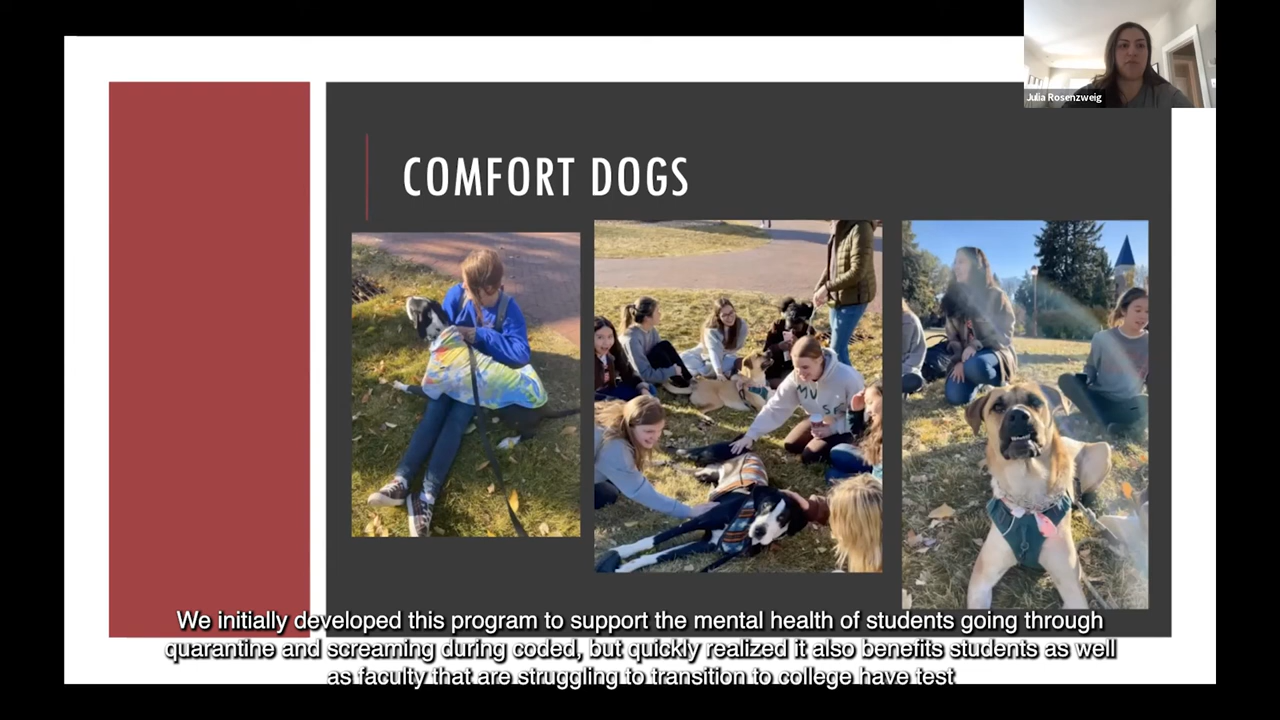 Julia Rosenzweig
COMFORT DOGS
We initially developed this program to support the mental health of students going through
quarantine and screaming during coded, but quickly realized it also benefits students as well
as faculty that are struggling to transition to college have test